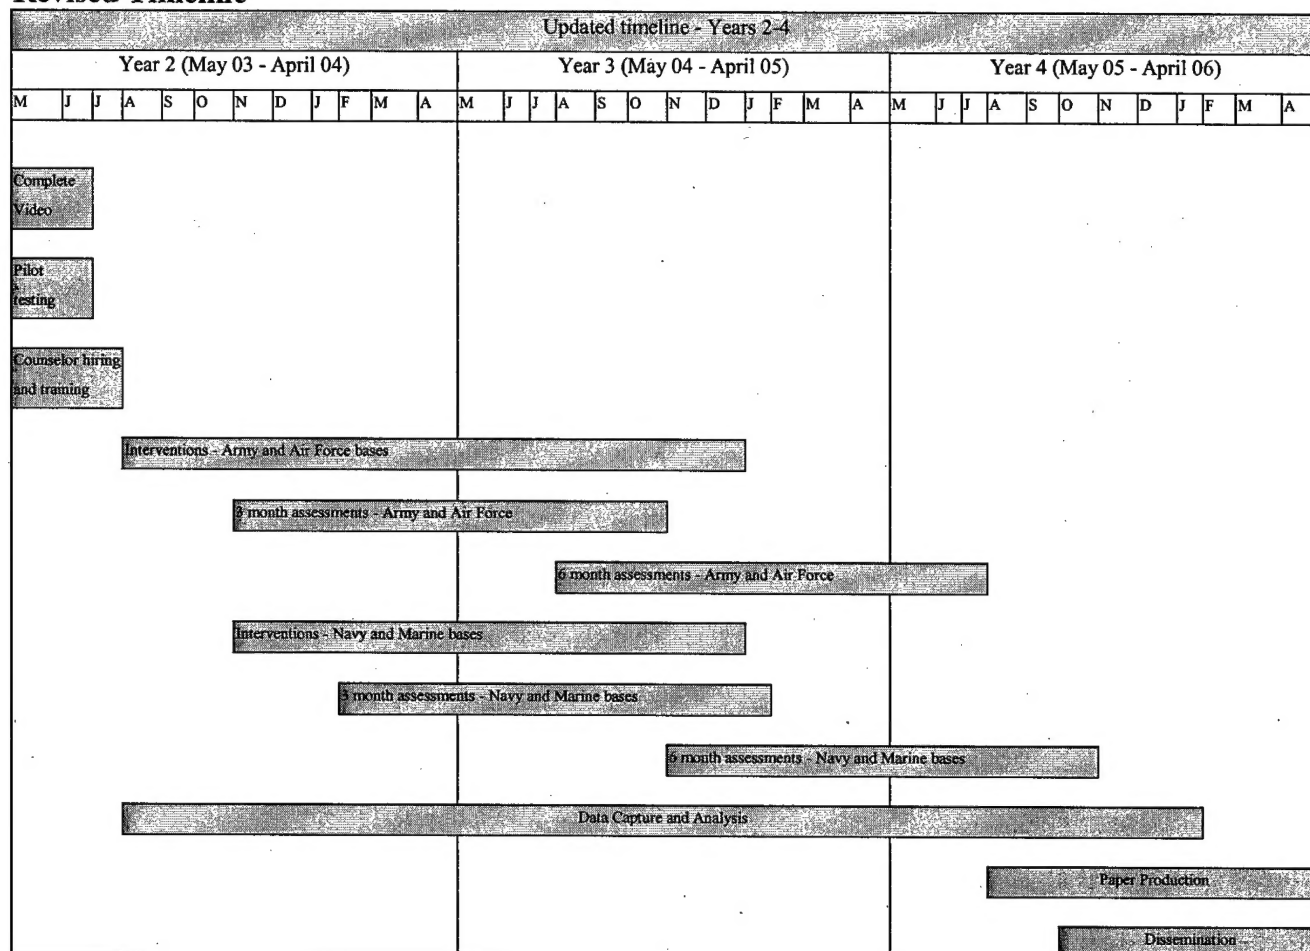 Revised Timeline
Updated timeline - Years 2-4
Year 2 (May 03 - April 04) Year 3 (May 04 - April 05) Year 4 (May 05 - April 06)
M J J A S O N D J F M A M J J A S O N D J F M A M J J A S O N D J F M A
Complete
Video
Pilot
testing
Counselor hiring
and training
Interventions - Army and Air Force bases
3 month assessments - Army and Air Force
6 month assessments - Army and Air Force
Interventions - Navy and Marine bases
3 month assessments - Navy and Marine bases
6 month assessments - Navy and Marine bases
Data Capture and Analysis
Paper Production
Dissemination